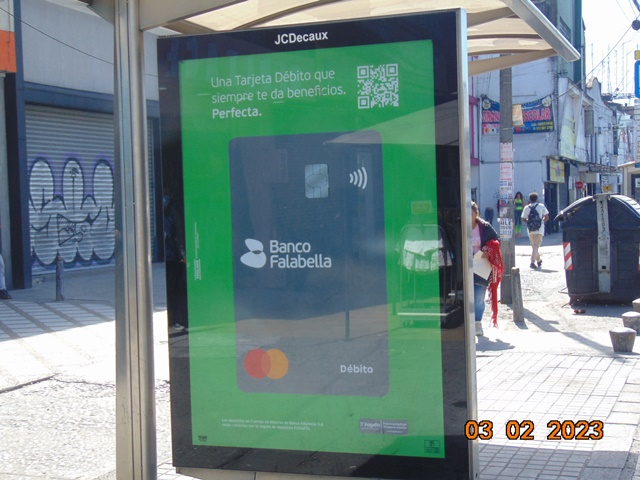 JCDecaux
Una Tarjeta Débito que
siempre te da beneficios.
Perfecta.
Banco
Falabella
Débito
03 02 2023